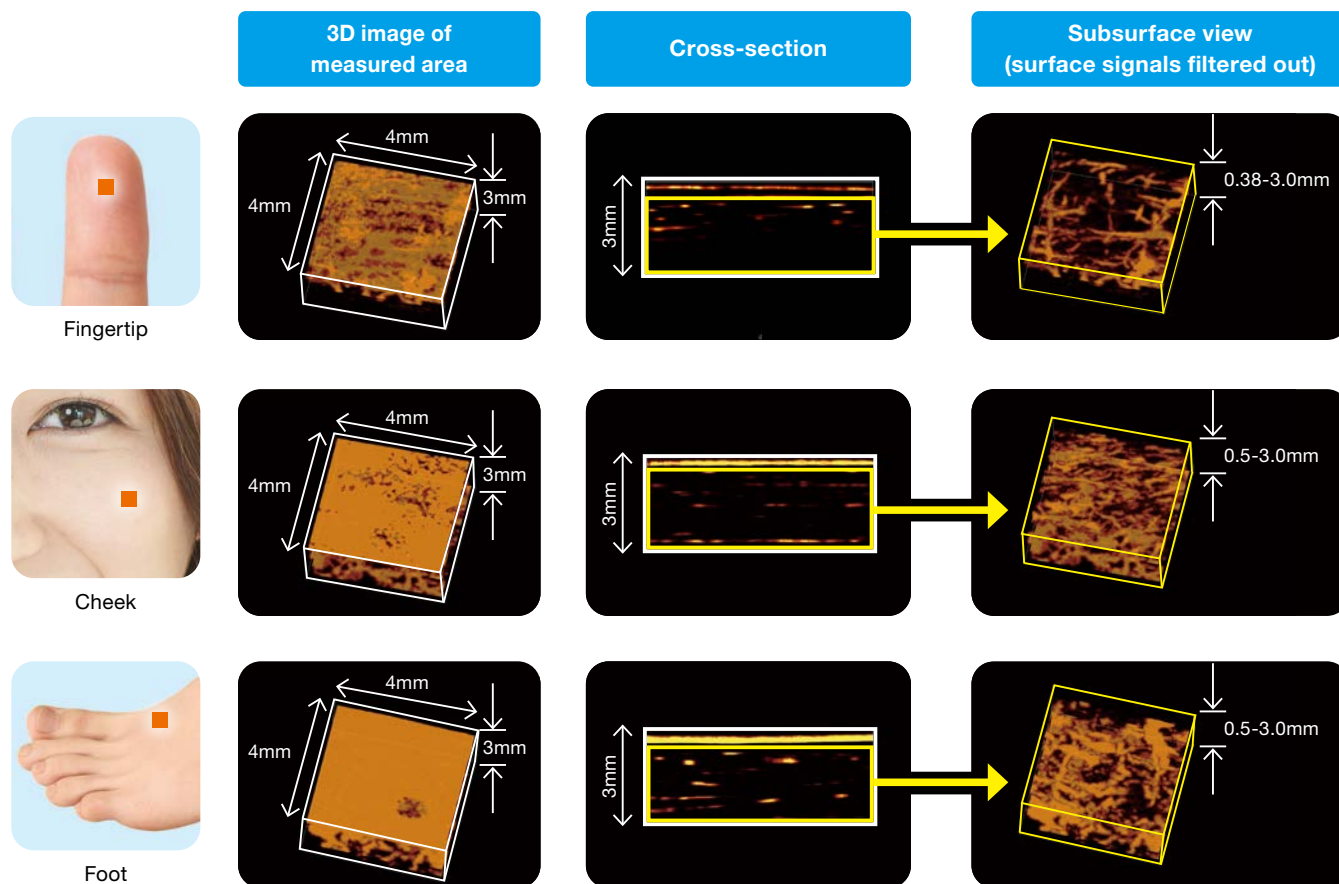 3D image of
measured area
Cross-section
Subsurface view
(surface signals filtered out)
4mm
4mm
3mm
3mm
0.38-3.0mm
Fingertip
4mm
4mm
3mm
3mm
0.5-3.0mm
Cheek
4mm
4mm
3mm
3mm
0.5-3.0mm
Foot